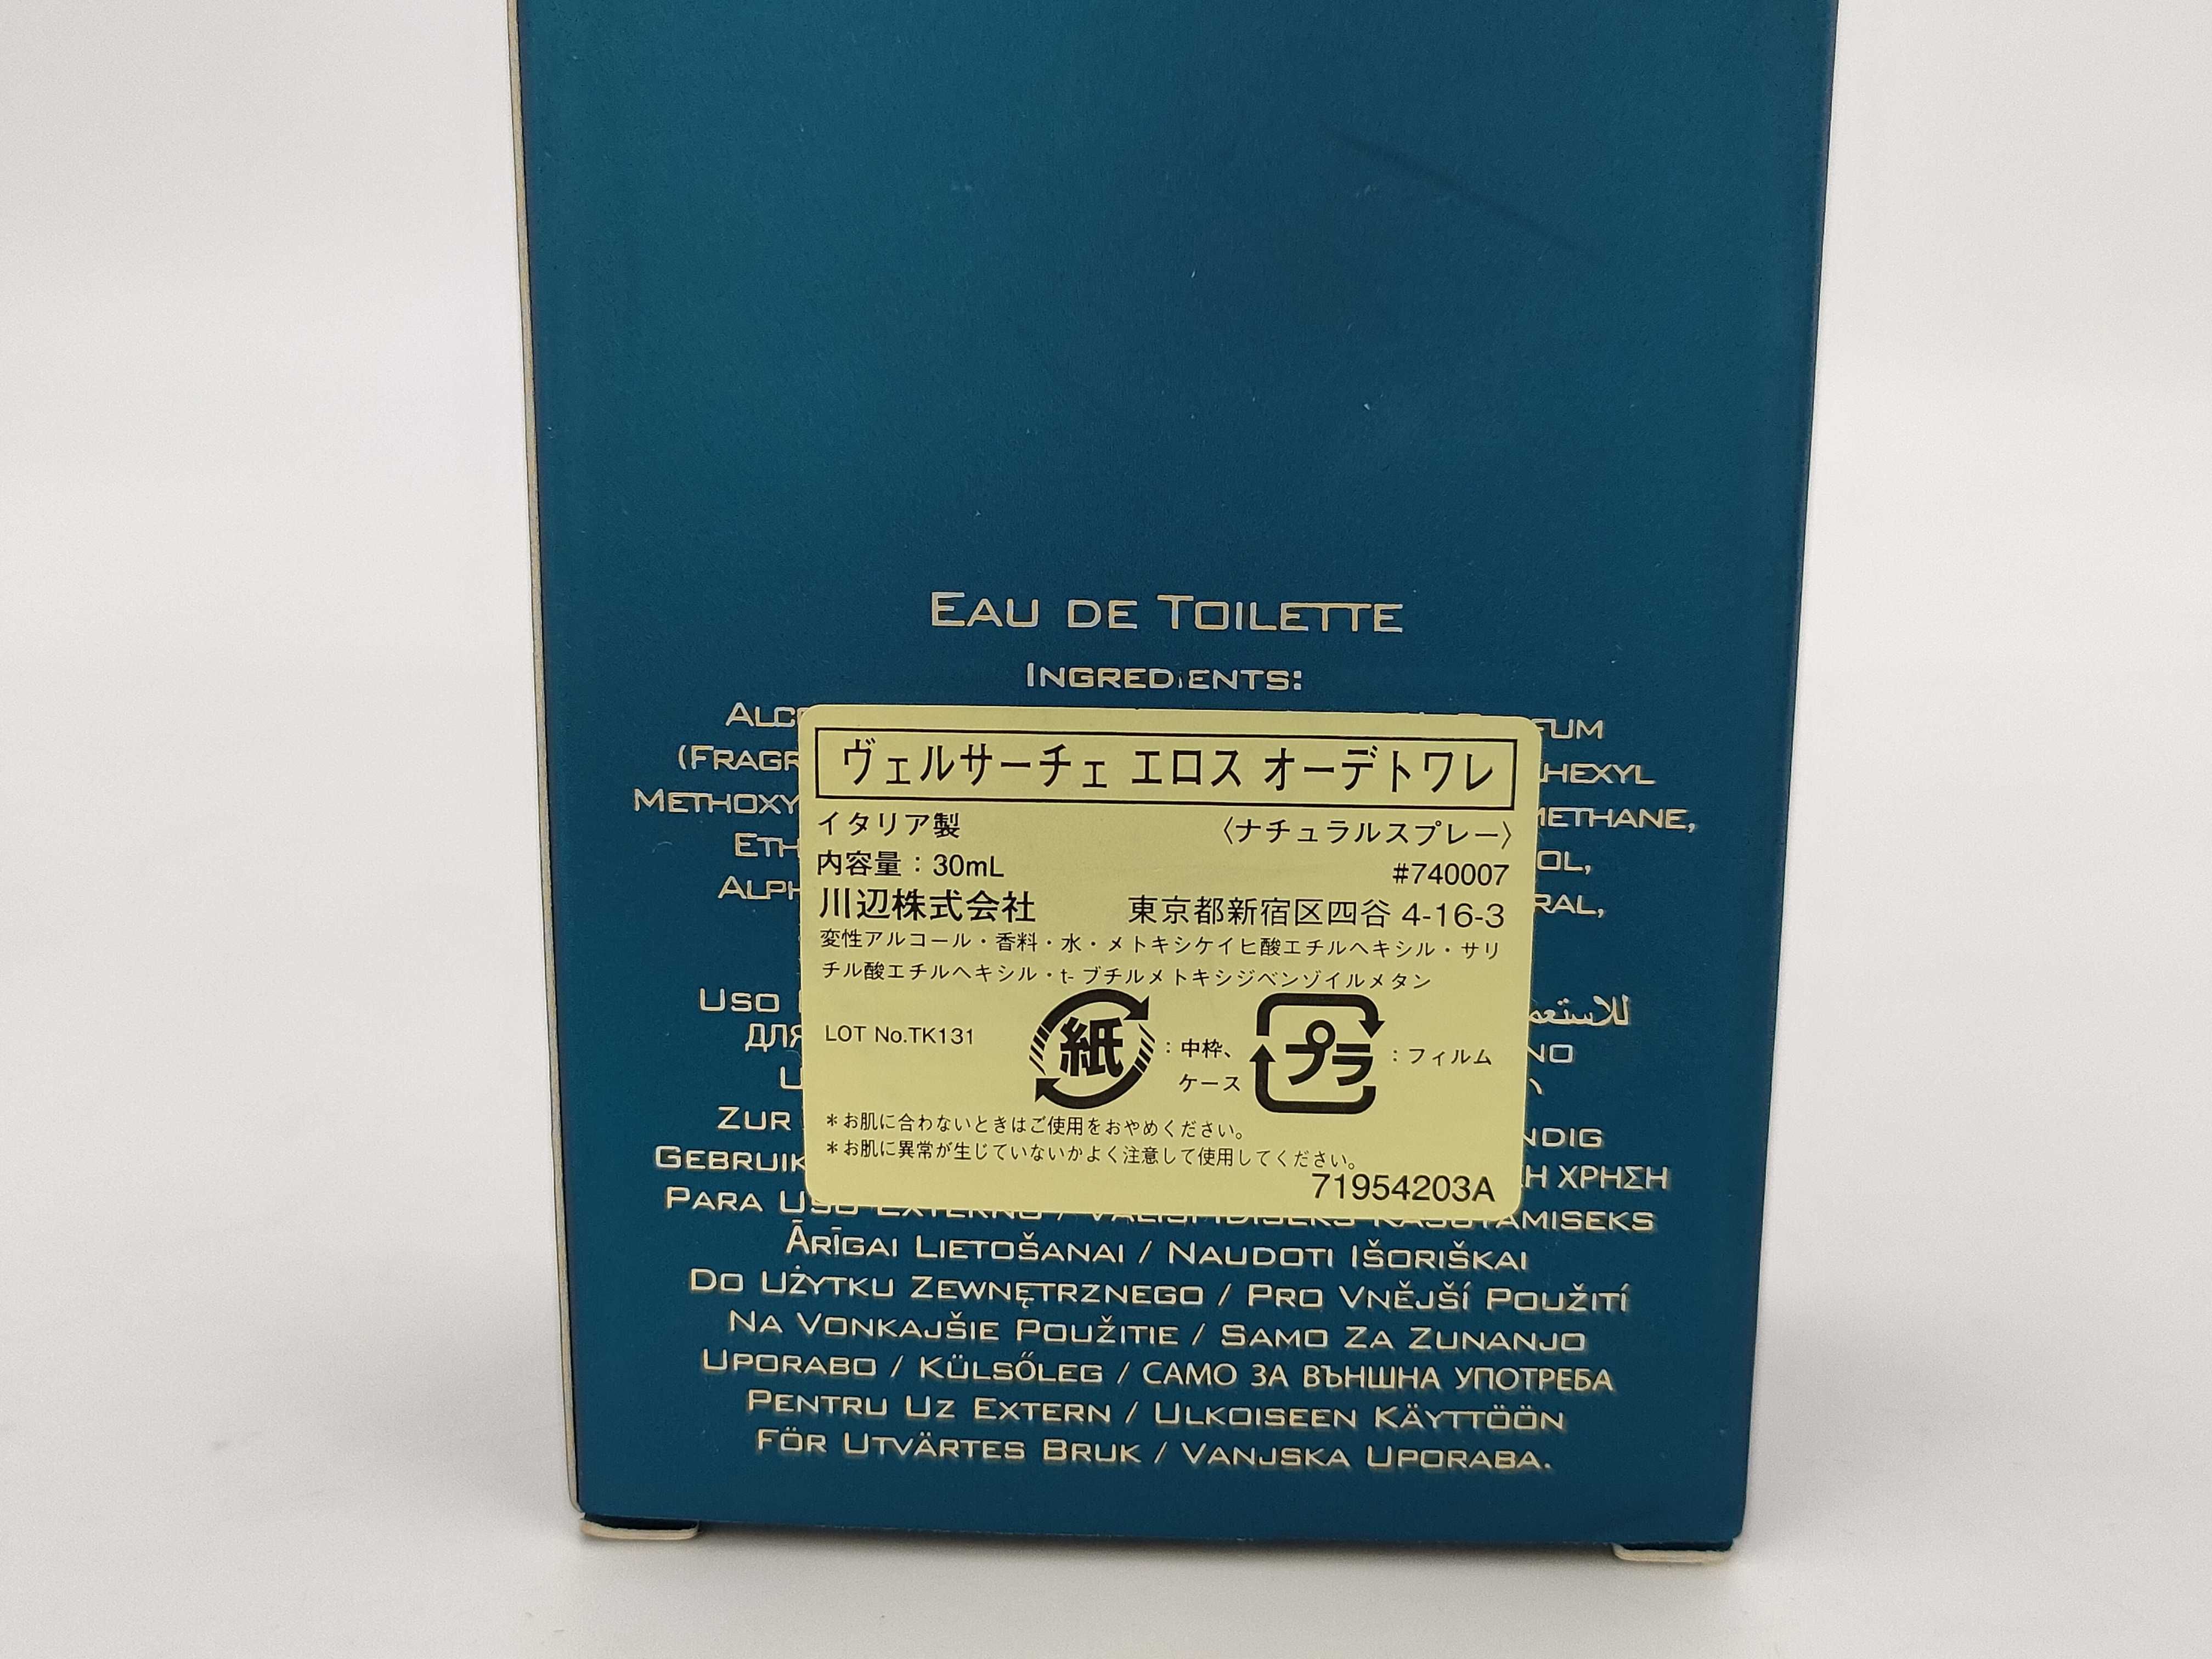 EAU DE TOILETTE
INGREDIENTS:
FUM
HEXYL
METHOXY
METHANE,
ヴェルサーチェ エロス オーデトワレ
イタリア製 〈ナチュラルスプレー〉
内容量：30mL #740007
川辺株式会社 東京都新宿区四谷 4-16-3
変性アルコール・香料・水・メトキシケイヒ酸エチルヘキシル・サリ
チル酸エチルヘキシル・t- ブチルメトキシジベンゾイルメタン
LOT No.TK131 紙：中枠、 プラ：フィルム
ケース
＊お肌に合わないときはご使用をおやめください。
＊お肌に異常が生じていないかよく注意して使用してください。
71954203A
USO
ZUR
PARA USO EXTERNO /
ĀRĪGAI LIETOŠANAI / NAUDOTI IŠORIŠKAI
DO UŻYTKU ZEWNĘTRZNEGO / PRO VNĚJŠÍ POUŽITÍ
NA VONKAJŠIE POUŽITIE / SAMO ZA ZUNANJO
UPORABO / KÜLSŐLEG / САМО ЗА ВЪНШНА УПОТРЕБА
PENTRU UZ EXTERN / ULKOISEEN KÄYTTÖÖN
FÖR UTVÄRTES BRUK / VANJSKA UPORABA.